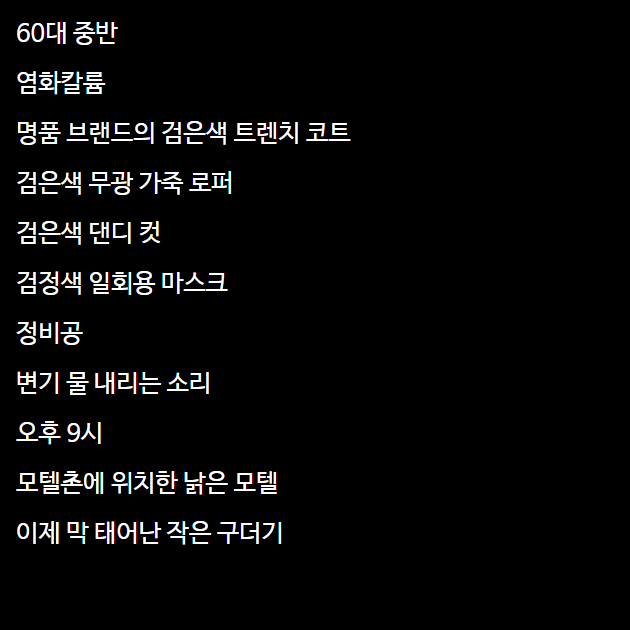 60대 중반
염화칼륨
명품 브랜드의 검은색 트렌치 코트
검은색 무광 가죽 로퍼
검은색 댄디 컷
검정색 일회용 마스크
정비공
변기 물 내리는 소리
오후 9시
모텔촌에 위치한 낡은 모텔
이제 막 태어난 작은 구더기